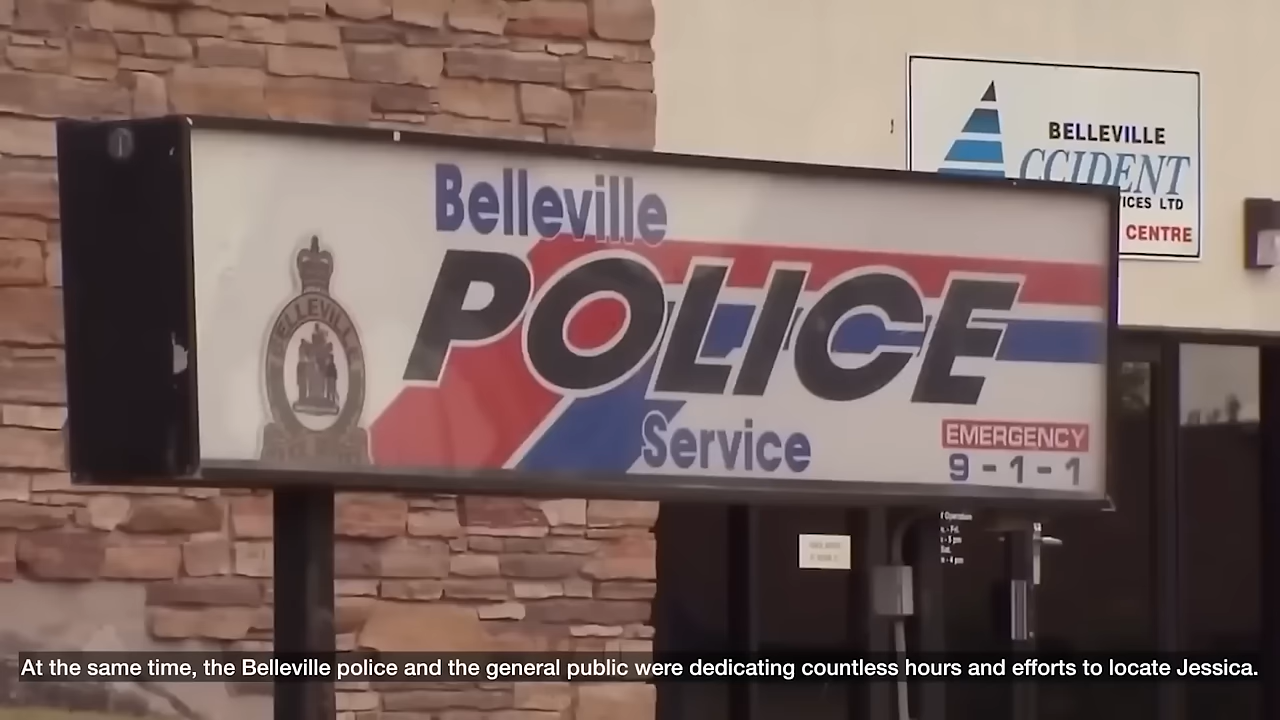 BELLEVILLE
CCIDENT
ICES LTD
CENTRE
Belleville
POLICE
Service
BELLEVILLE
EMERGENCY
9-1-1
At the same time, the Belleville police and the general public were dedicating countless hours and efforts to locate Jessica.